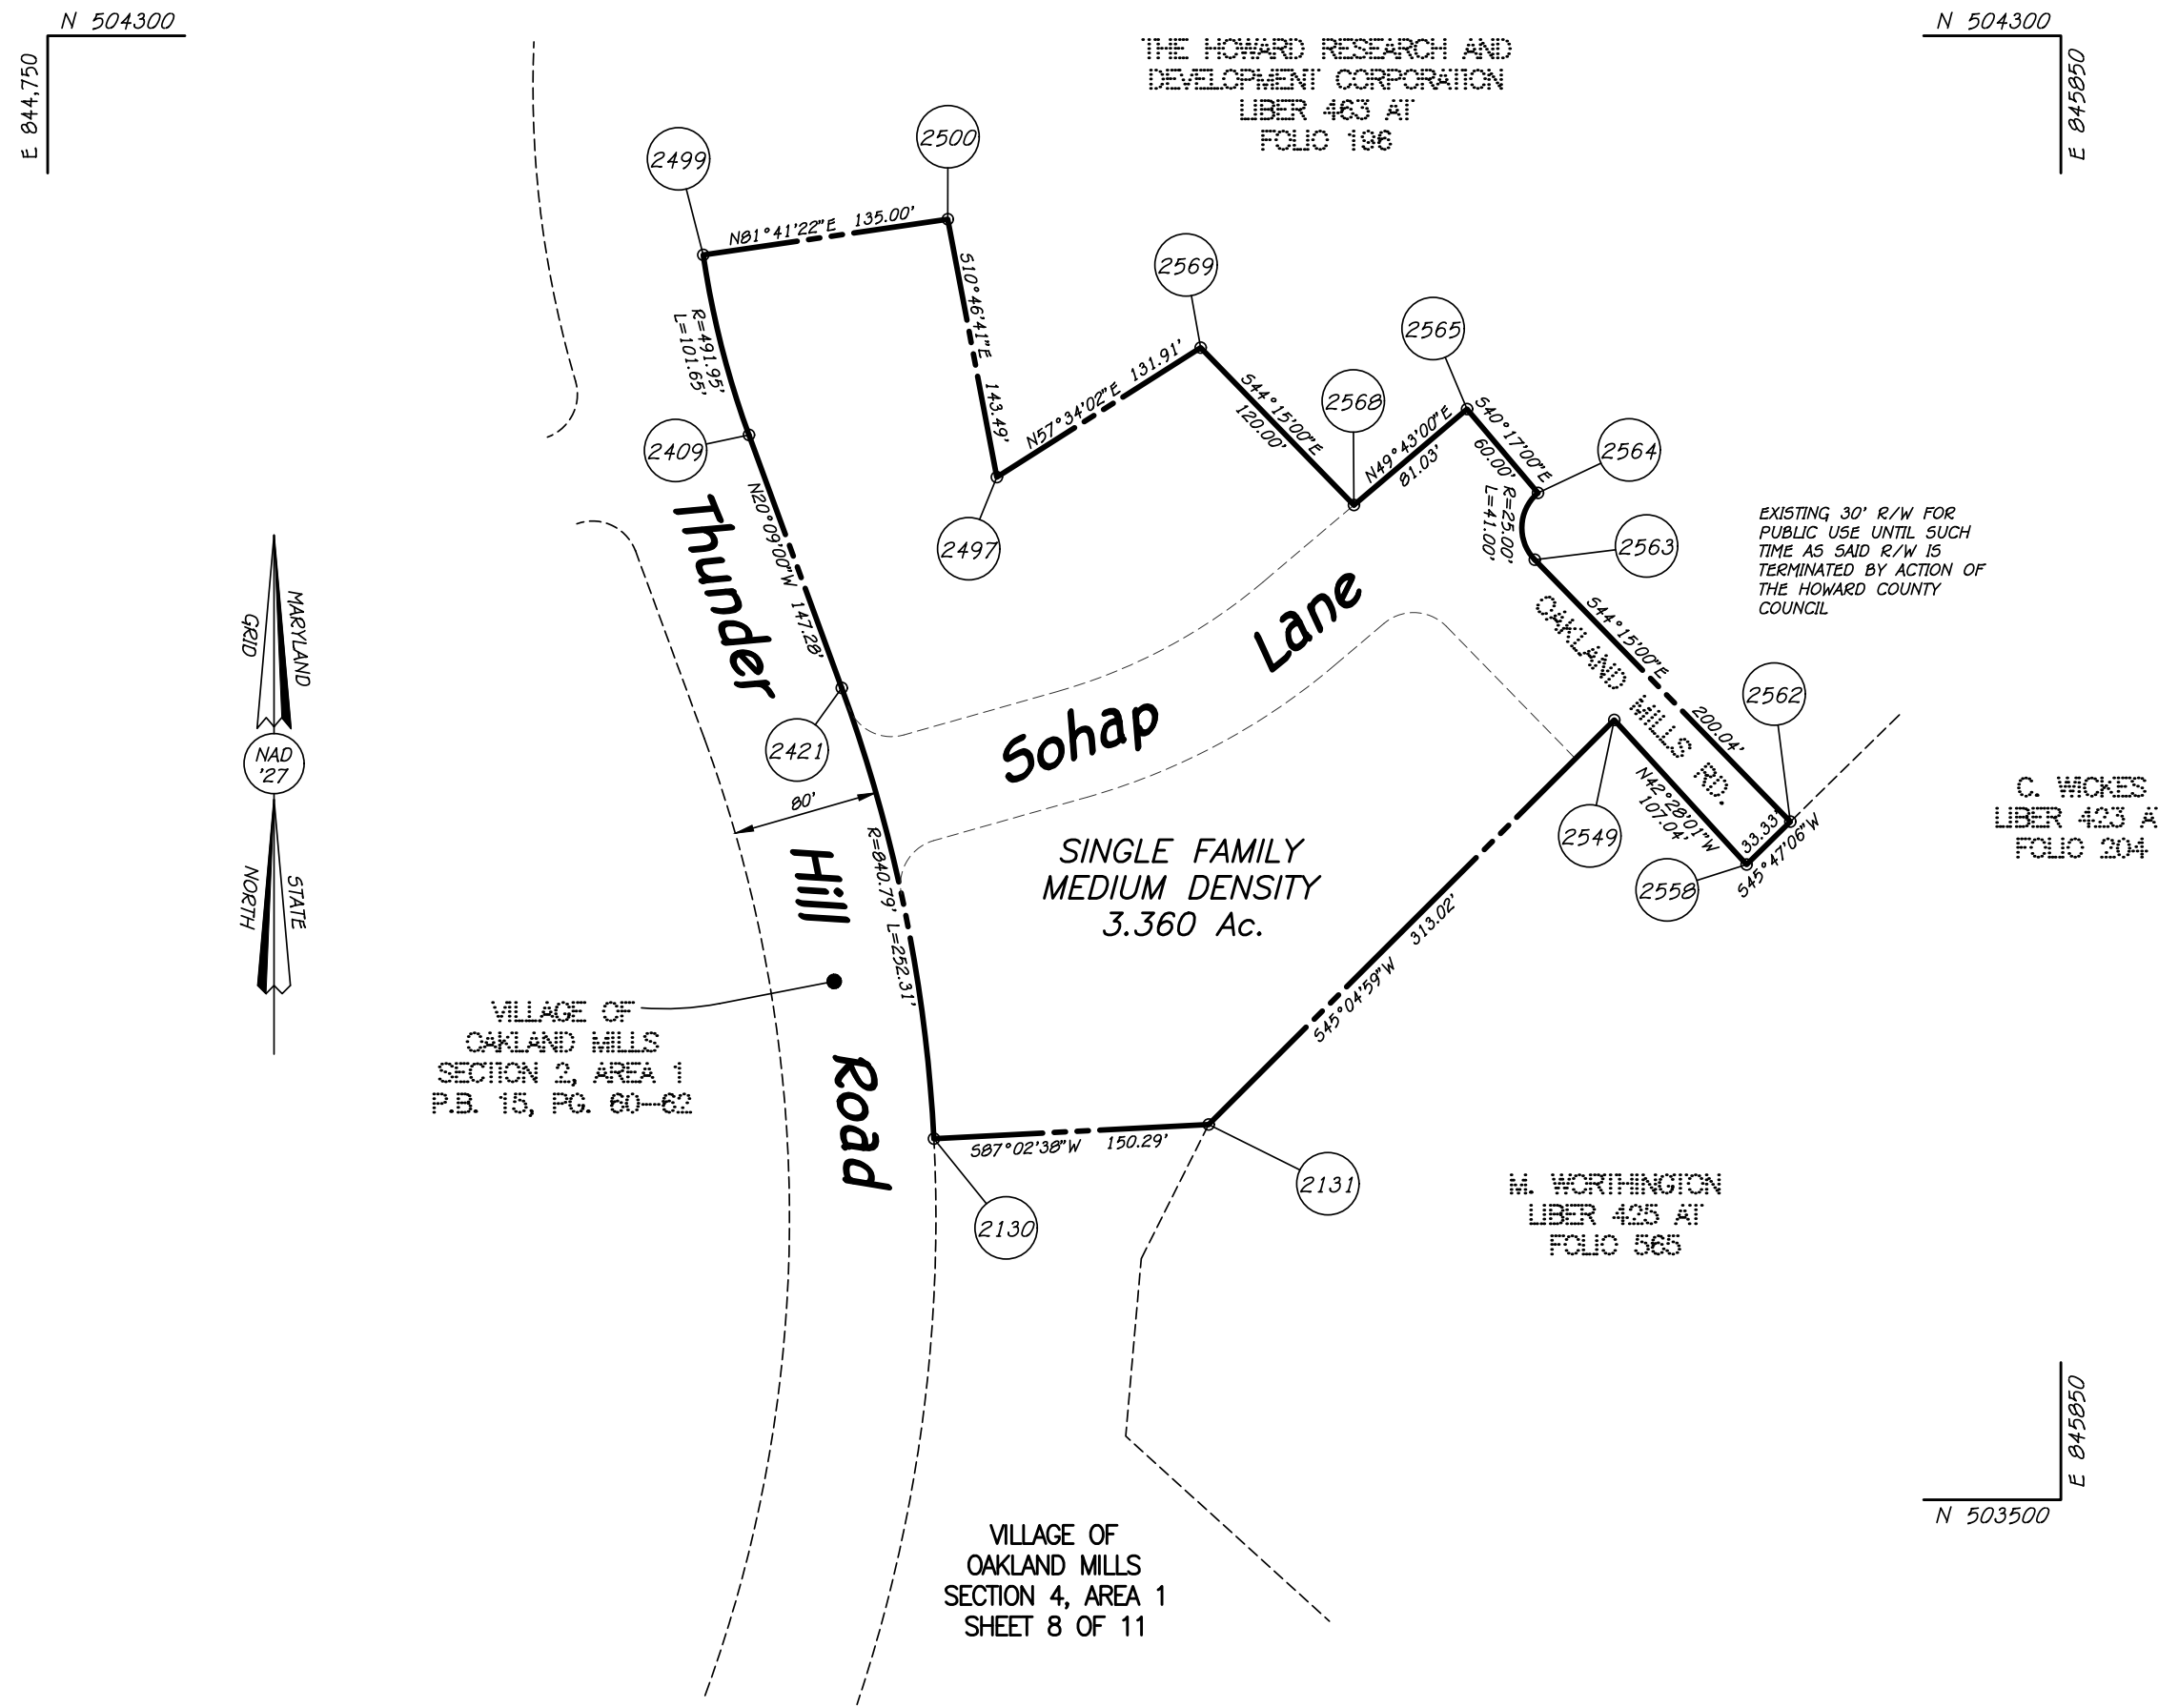 N 504300
E 844,750
N 504300
E 845850
THE HOWARD RESEARCH AND
DEVELOPMENT CORPORATION
LIBER 463 AT
FOLIO 196
2499
2500
N81°41'22"E 135.00'
S10°46'41"E 143.49'
2569
2565
R=491.95'
L=101.65'
2409
N57°34'02"E 131.91'
2497
S44°15'00"E
120.00'
2568
N49°43'00"E
81.03'
S40°17'00"E
60.00'
2564
R=25.00'
L=41.00'
2563
EXISTING 30' R/W FOR
PUBLIC USE UNTIL SUCH
TIME AS SAID R/W IS
TERMINATED BY ACTION OF
THE HOWARD COUNTY
COUNCIL
N20°09'00"W 147.28'
Thunder
Hill
Road
Sohap Lane
S44°15'00"E 200.04'
OAKLAND MILLS RD.
2562
2421
80'
R=840.79' L=252.31'
MARYLAND
GRID
NAD
'27
STATE
NORTH
SINGLE FAMILY
MEDIUM DENSITY
3.360 Ac.
N42°28'01"W
107.04'
2549
33.33'
S45°47'06"W
2558
C. WICKES
LIBER 423 A
FOLIO 204
S45°04'59"W 313.02'
VILLAGE OF
OAKLAND MILLS
SECTION 2, AREA 1
P.B. 15, PG. 60-62
S87°02'38"W 150.29'
2131
2130
M. WORTHINGTON
LIBER 425 AT
FOLIO 565
E 845850
N 503500
VILLAGE OF
OAKLAND MILLS
SECTION 4, AREA 1
SHEET 8 OF 11